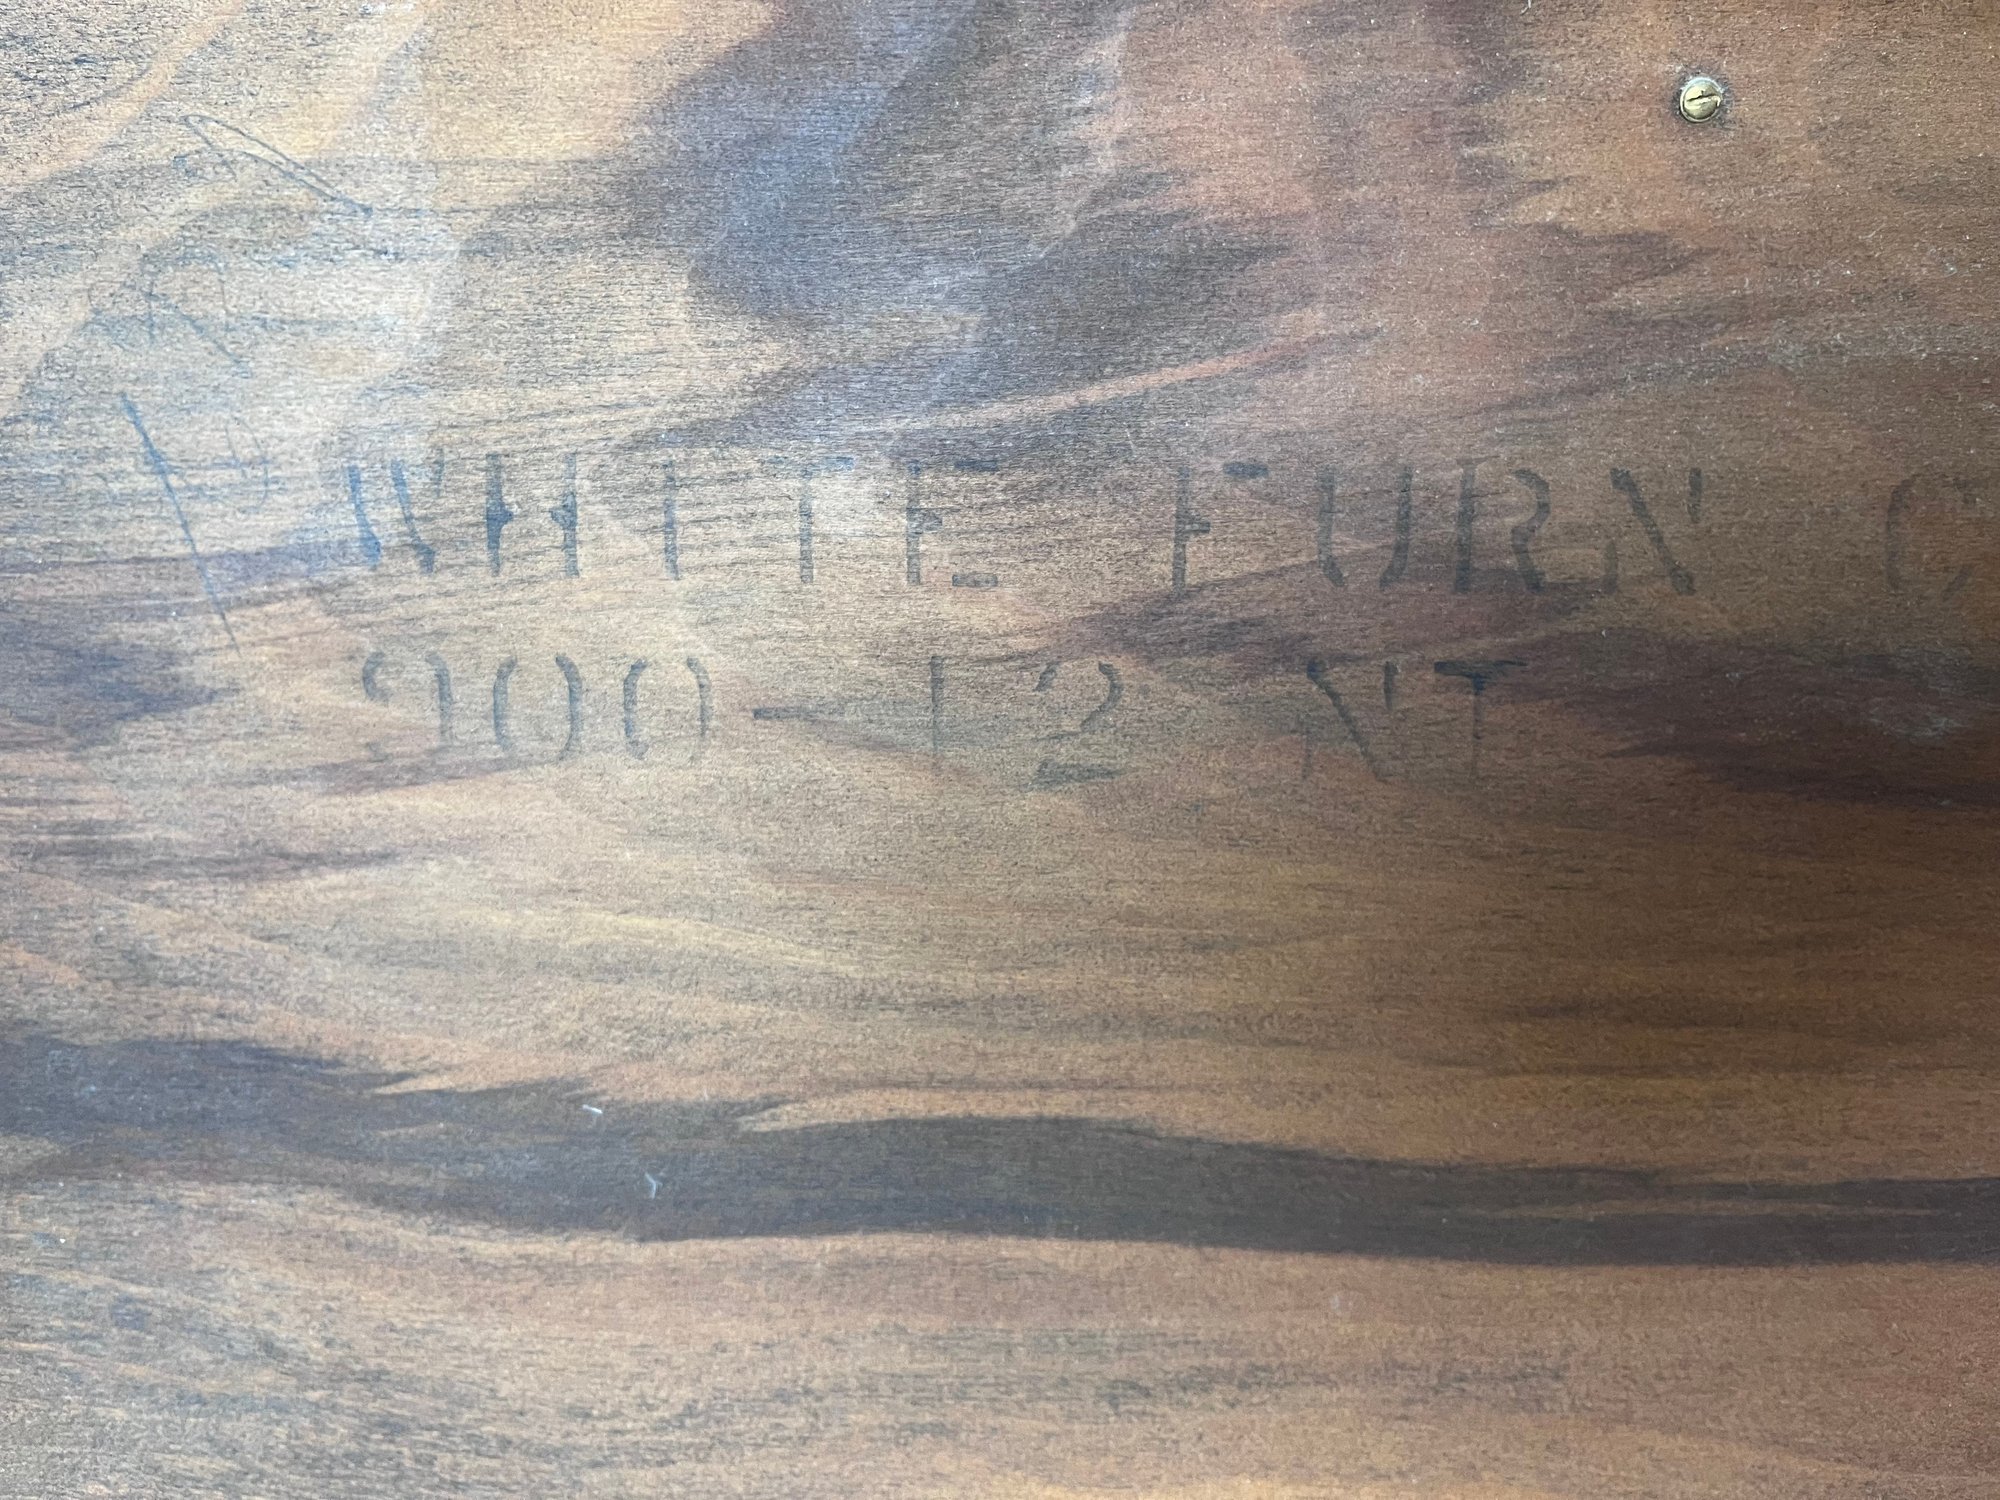 WHITE FURN C
900-12 NT